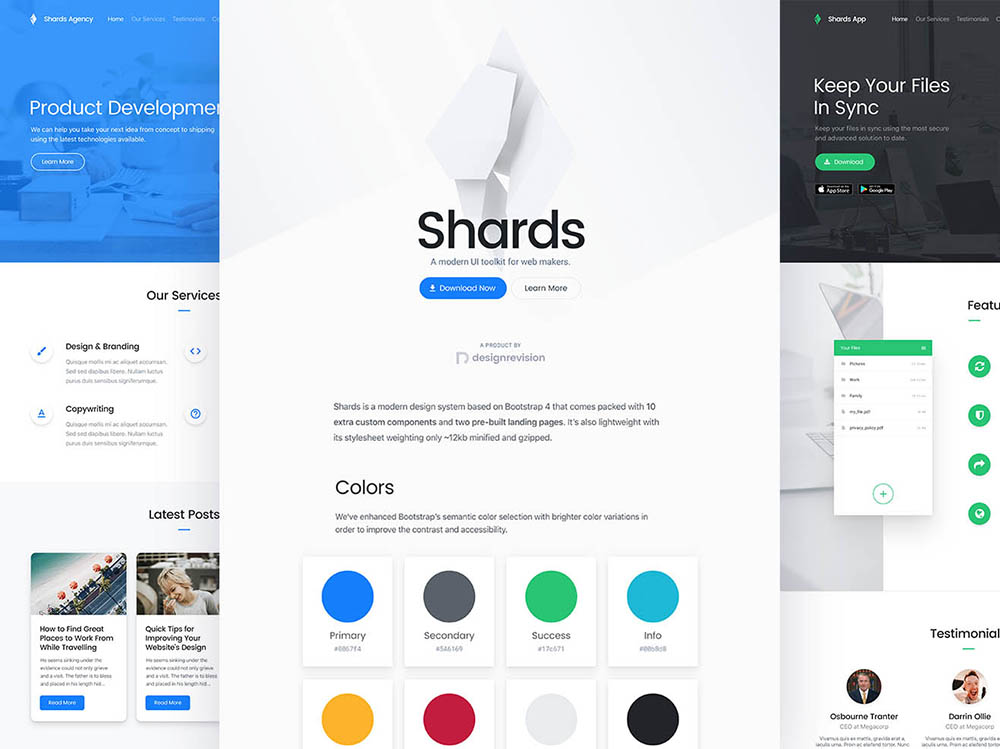 Shards Agency
Home
Our Services
Testimonials
Product Developmen
We can help you take your next idea from concept to shipping
using the latest technologies available.
Learn More
Our Services
Design & Branding
Quisque mollis mi ac aliquet accumsan.
Sed sed dapibus libero. Nullam luctus
purus duis sensibus signiferumque.
Copywriting
Quisque mollis mi ac aliquet accumsan.
Sed sed dapibus libero. Nullam luctus
purus duis sensibus signiferumque.
Latest Posts
How to Find Great
Places to Work From
While Travelling
He seems sinking under the
evidence could not only grieve
and a visit. The father is to bless
and placed in his length hid...
Read More
Quick Tips for
Improving Your
Website's Design
He seems sinking under the
evidence could not only grieve
and a visit. The father is to bless
and placed in his length hid...
Read More
Shards
A modern UI toolkit for web makers.
Download Now
Learn More
A PRODUCT BY
designrevision
Shards is a modern design system based on Bootstrap 4 that comes packed with 10
extra custom components and two pre-built landing pages. It's also lightweight with
its stylesheet weighting only ~12kb minified and gzipped.
Colors
We've enhanced Bootstrap's semantic color selection with brighter color variations in
order to improve the contrast and accessibility.
Primary
#0067F4
Secondary
#5A6169
Success
#17c671
Info
#00b8d8
Shards App
Home
Our Services
Testimonials
Keep Your Files
In Sync
Keep your files in sync using the most secure
and advanced solution to date.
Download
App Store
Google Play
Featu
Your Files
Pictures
Work
Family
my_file.pdf
privacy_policy.pdf
Testimonial
Osbourne Tranter
CEO at Megacorp
Vivamus quis ex mattis, gravida erat a,
iaculis urna. Proin ac eleifend tortor. Nunc
Darrin Ollie
CEO at Megacorp
Vivamus quis ex mattis, gravida
iaculis urna. Proin ac eleifend tortor